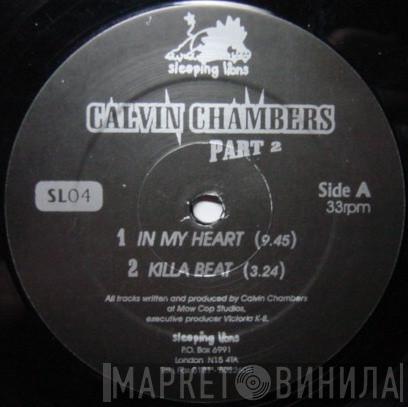 sleeping lions
CALVIN CHAMBERS
PART 2
SL04
Side A
33rpm
1 IN MY HEART (9.45)
2 KILLA BEAT (3.24)
All tracks written and produced by Calvin Chambers
at Mow Cop Studios,
executive producer Victoria K-B.
sleeping lions
P.O. Box 6991
London N15 4TA
МАРКЕТ ВИНИЛА